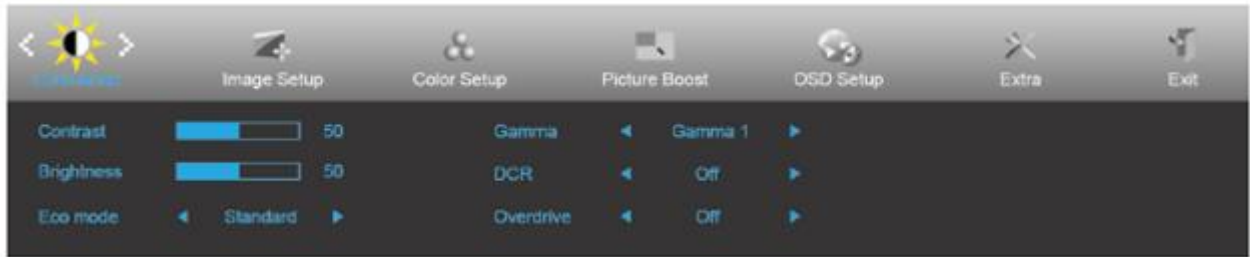 Image Setup
Color Setup
Picture Boost
OSD Setup
Extra
Exit
Contrast 50 Gamma Gamma 1
Brightness 50 DCR Off
Eco mode Standard Overdrive Off